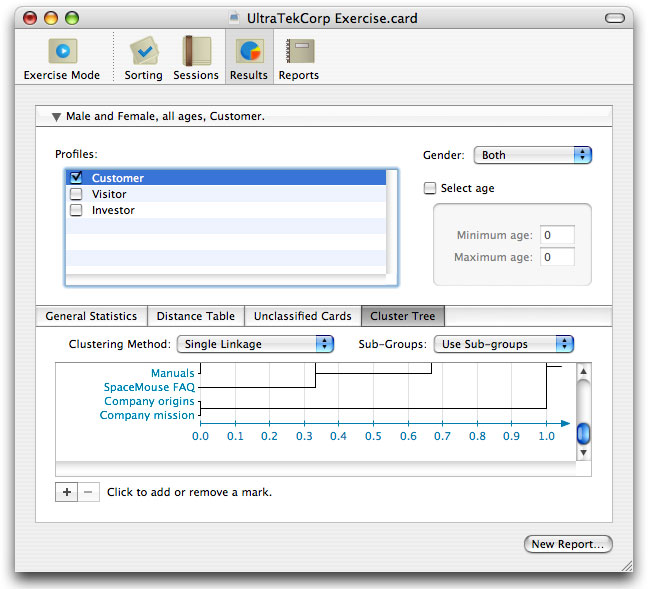 UltraTekCorp Exercise.card
Exercise Mode Sorting Sessions Results Reports
Male and Female, all ages, Customer.
Profiles: Gender: Both
Customer
Visitor
Investor
Select age
Minimum age: 0
Maximum age: 0
General Statistics Distance Table Unclassified Cards Cluster Tree
Clustering Method: Single Linkage Sub-Groups: Use Sub-groups
Manuals
SpaceMouse FAQ
Company origins
Company mission
0.0 0.1 0.2 0.3 0.4 0.5 0.6 0.7 0.8 0.9 1.0
+ − Click to add or remove a mark.
New Report...